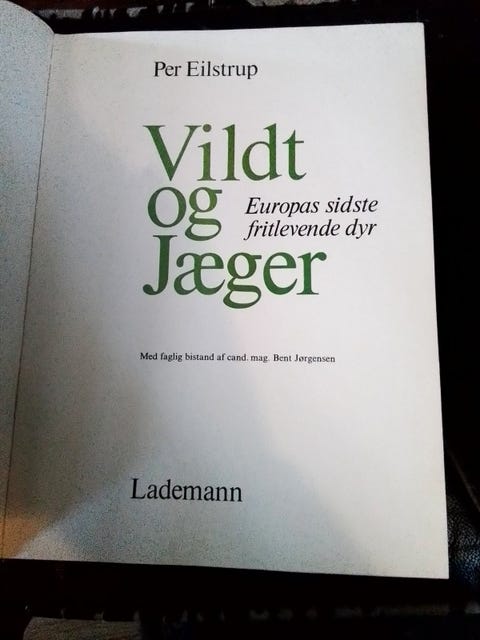 Per Eilstrup
Vildt
og
Jæger
Europas sidste
fritlevende dyr
Med faglig bistand af cand. mag. Bent Jørgensen
Lademann